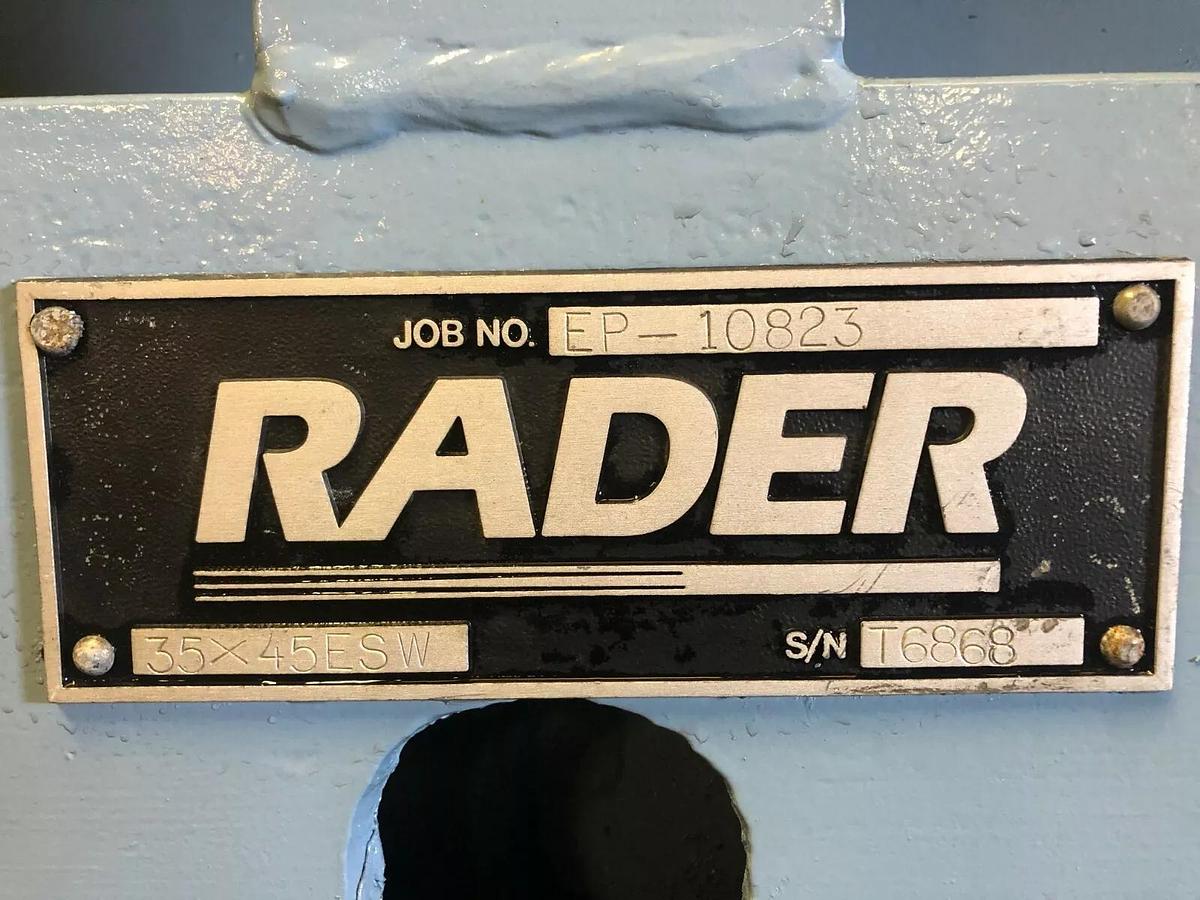 JOB NO. EP-10823
RADER
35×45ESW S/N T6868